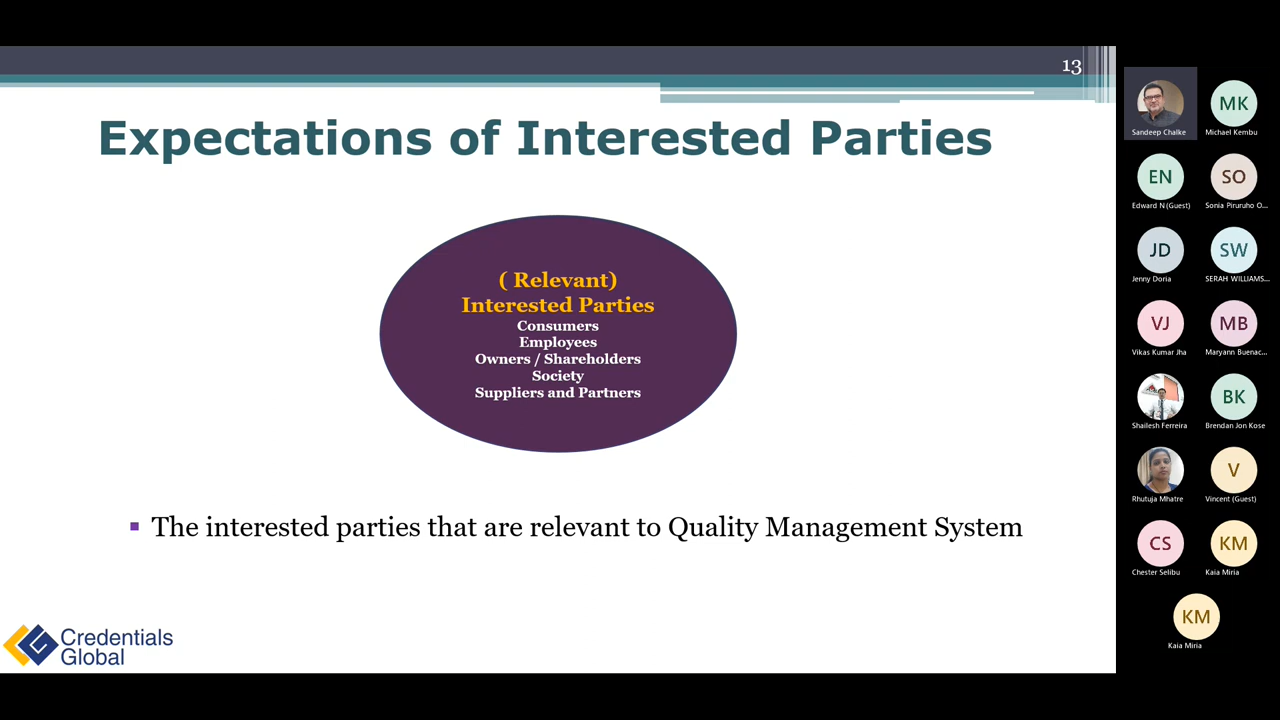 13
Expectations of Interested Parties
( Relevant)
Interested Parties
Consumers
Employees
Owners / Shareholders
Society
Suppliers and Partners
▪ The interested parties that are relevant to Quality Management System
Credentials
Global
Sandeep Chalke
MK
Michael Kembu
EN
Edward N (Guest)
SO
Sonia Piruruho O...
JD
Jenny Doria
SW
SERAH WILLIAMS...
VJ
Vikas Kumar Jha
MB
Maryann Buenac...
Shailesh Ferreira
BK
Brendan Jon Kose
Rhutuja Mhatre
V
Vincent (Guest)
CS
Chester Selibu
KM
Kaia Miria
KM
Kaia Miria